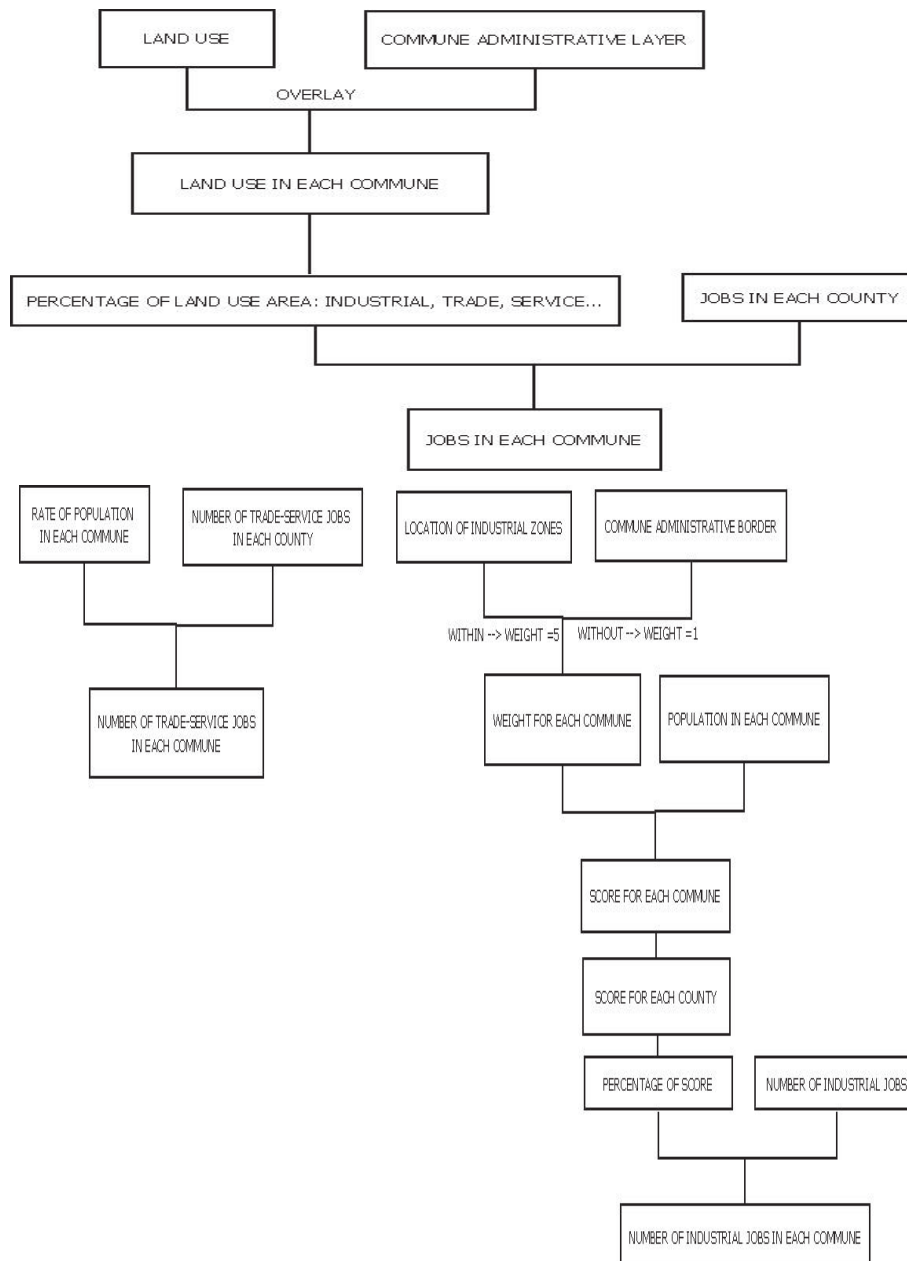 LAND USE
COMMUNE ADMINISTRATIVE LAYER
OVERLAY
LAND USE IN EACH COMMUNE
PERCENTAGE OF LAND USE AREA: INDUSTRIAL, TRADE, SERVICE...
JOBS IN EACH COUNTY
JOBS IN EACH COMMUNE
RATE OF POPULATION
IN EACH COMMUNE
NUMBER OF TRADE-SERVICE JOBS
IN EACH COUNTY
LOCATION OF INDUSTRIAL ZONES
COMMUNE ADMINISTRATIVE BORDER
WITHIN --> WEIGHT =5
WITHOUT --> WEIGHT =1
NUMBER OF TRADE-SERVICE JOBS
IN EACH COMMUNE
WEIGHT FOR EACH COMMUNE
POPULATION IN EACH COMMUNE
SCORE FOR EACH COMMUNE
SCORE FOR EACH COUNTY
PERCENTAGE OF SCORE
NUMBER OF INDUSTRIAL JOBS
NUMBER OF INDUSTRIAL JOBS IN EACH COMMUNE